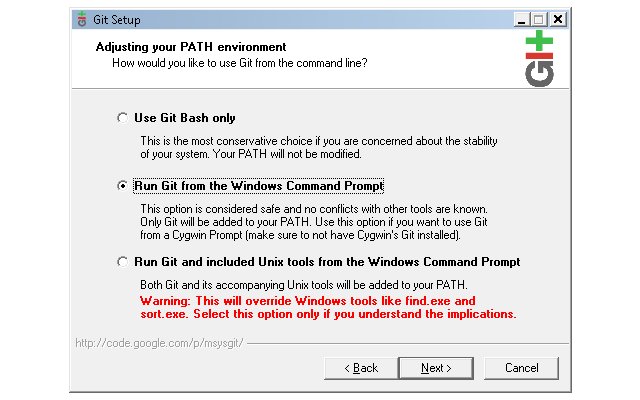 Git Setup
Adjusting your PATH environment
How would you like to use Git from the command line?
Git
Use Git Bash only
This is the most conservative choice if you are concerned about the stability
of your system. Your PATH will not be modified.
Run Git from the Windows Command Prompt
This option is considered safe and no conflicts with other tools are known.
Only Git will be added to your PATH. Use this option if you want to use Git
from a Cygwin Prompt (make sure to not have Cygwin's Git installed).
Run Git and included Unix tools from the Windows Command Prompt
Both Git and its accompanying Unix tools will be added to your PATH.
Warning: This will override Windows tools like find.exe and
sort.exe. Select this option only if you understand the implications.
http://code.google.com/p/msysgit/
< Back
Next >
Cancel